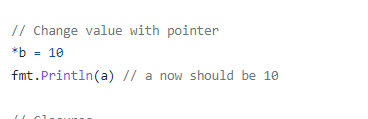 // Change value with pointer
*b = 10
fmt.Println(a) // a now should be 10